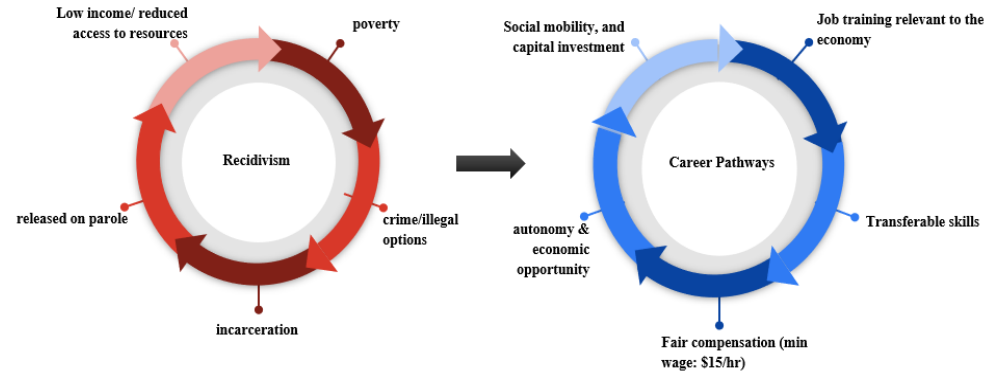 Low income/ reduced
access to resources
poverty
Recidivism
crime/illegal
options
incarceration
released on parole
Social mobility, and
capital investment
Job training relevant to the
economy
Career Pathways
Transferable skills
Fair compensation (min
wage: $15/hr)
autonomy &
economic
opportunity